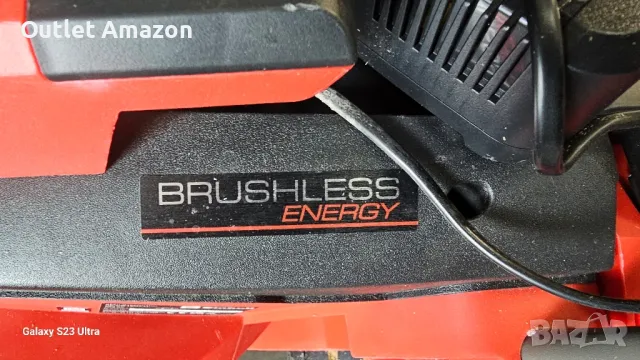 Outlet Amazon
BRUSHLESS
ENERGY
Galaxy S23 Ultra
BAZAR